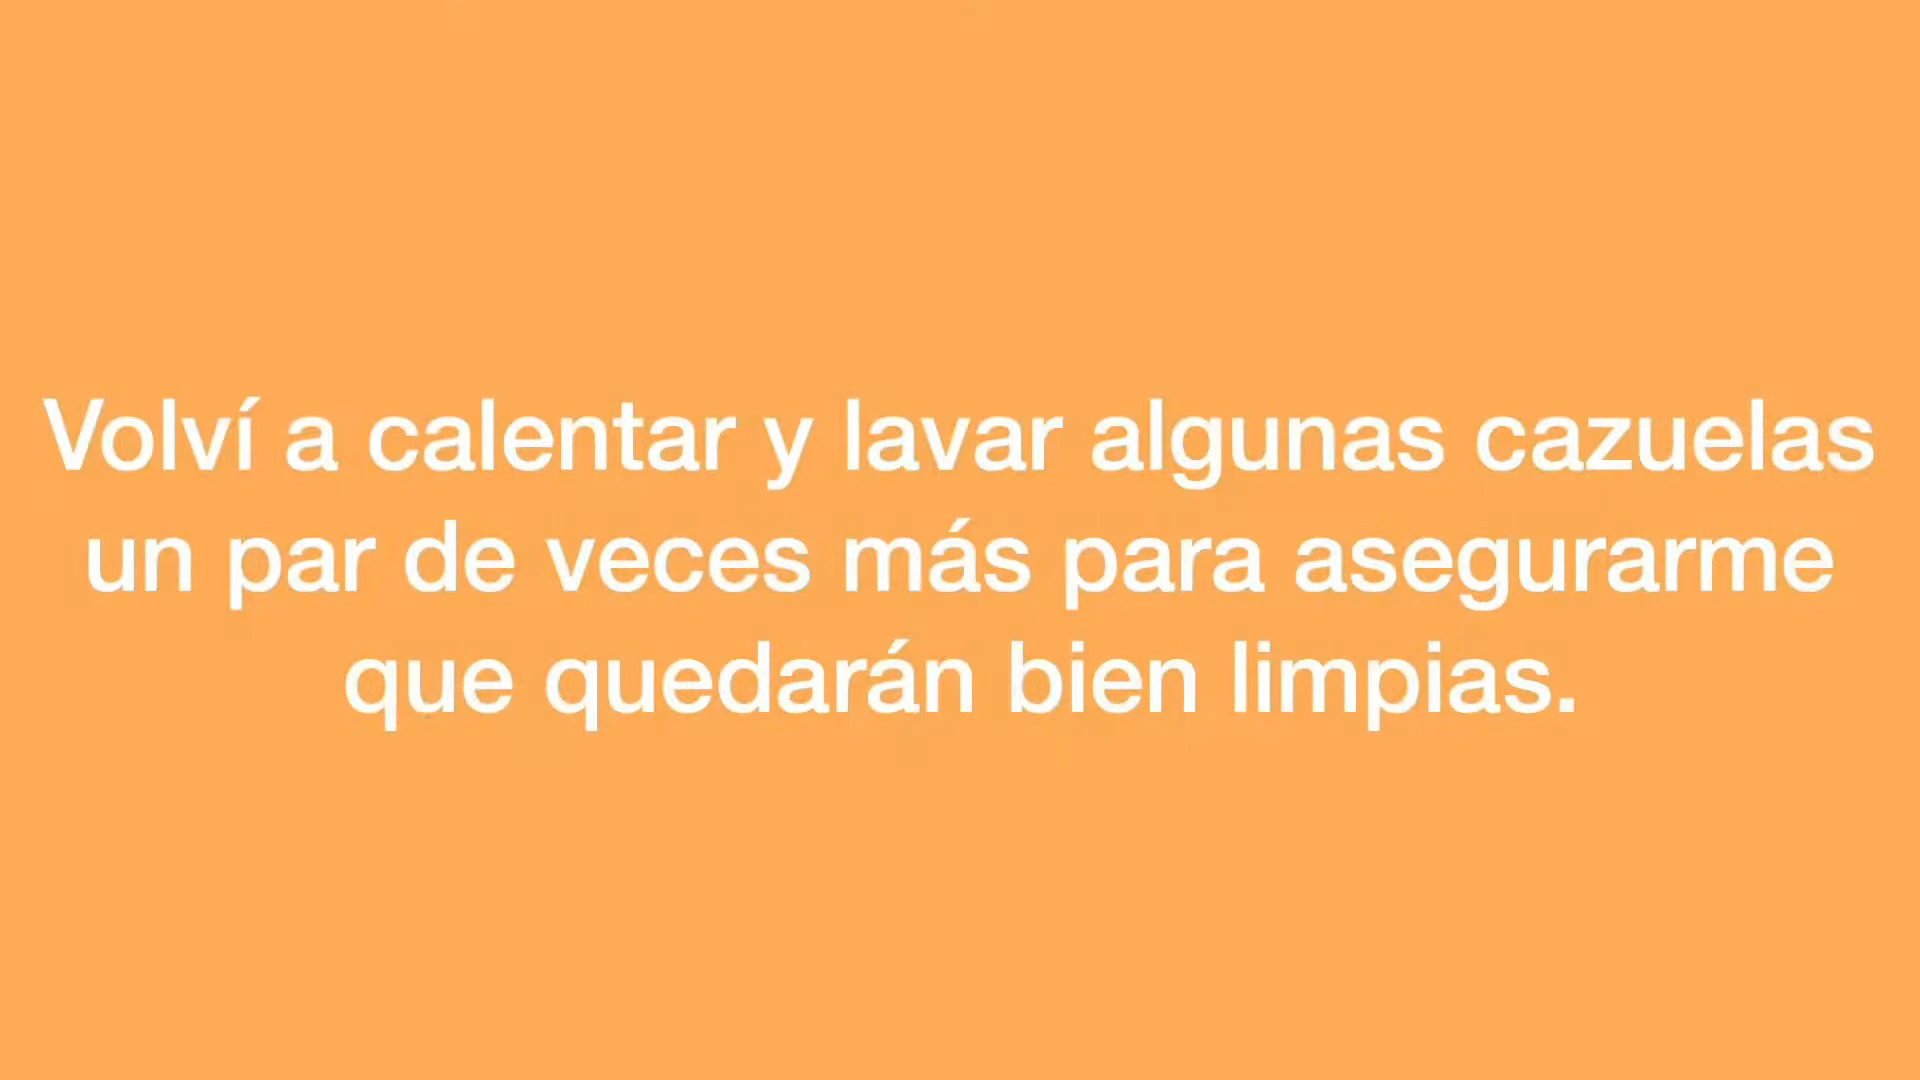 Volví a calentar y lavar algunas cazuelas
un par de veces más para asegurarme
que quedarán bien limpias.